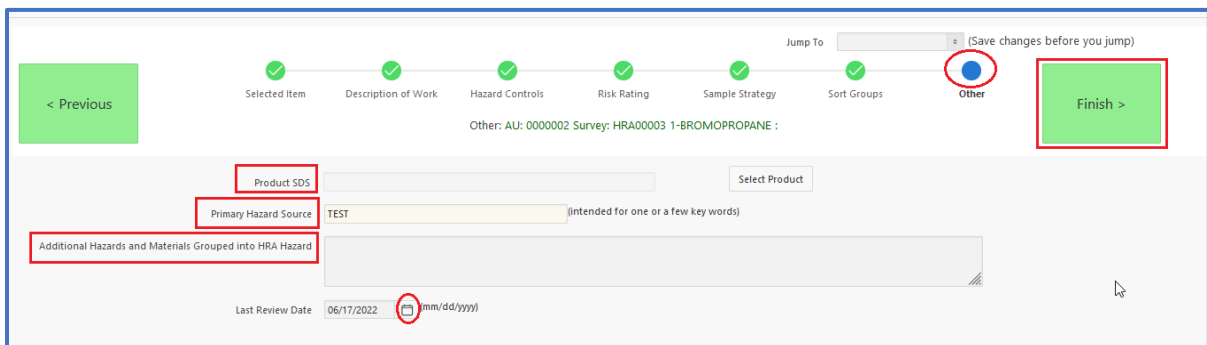 Jump To (Save changes before you jump)
< Previous
Selected Item Description of Work Hazard Controls Risk Rating Sample Strategy Sort Groups Other
Finish >
Other: AU: 0000002 Survey: HRA00003 1-BROMOPROPANE :
Product SDS Select Product
Primary Hazard Source TEST (intended for one or a few key words)
Additional Hazards and Materials Grouped into HRA Hazard
Last Review Date 06/17/2022 (mm/dd/yyyy)